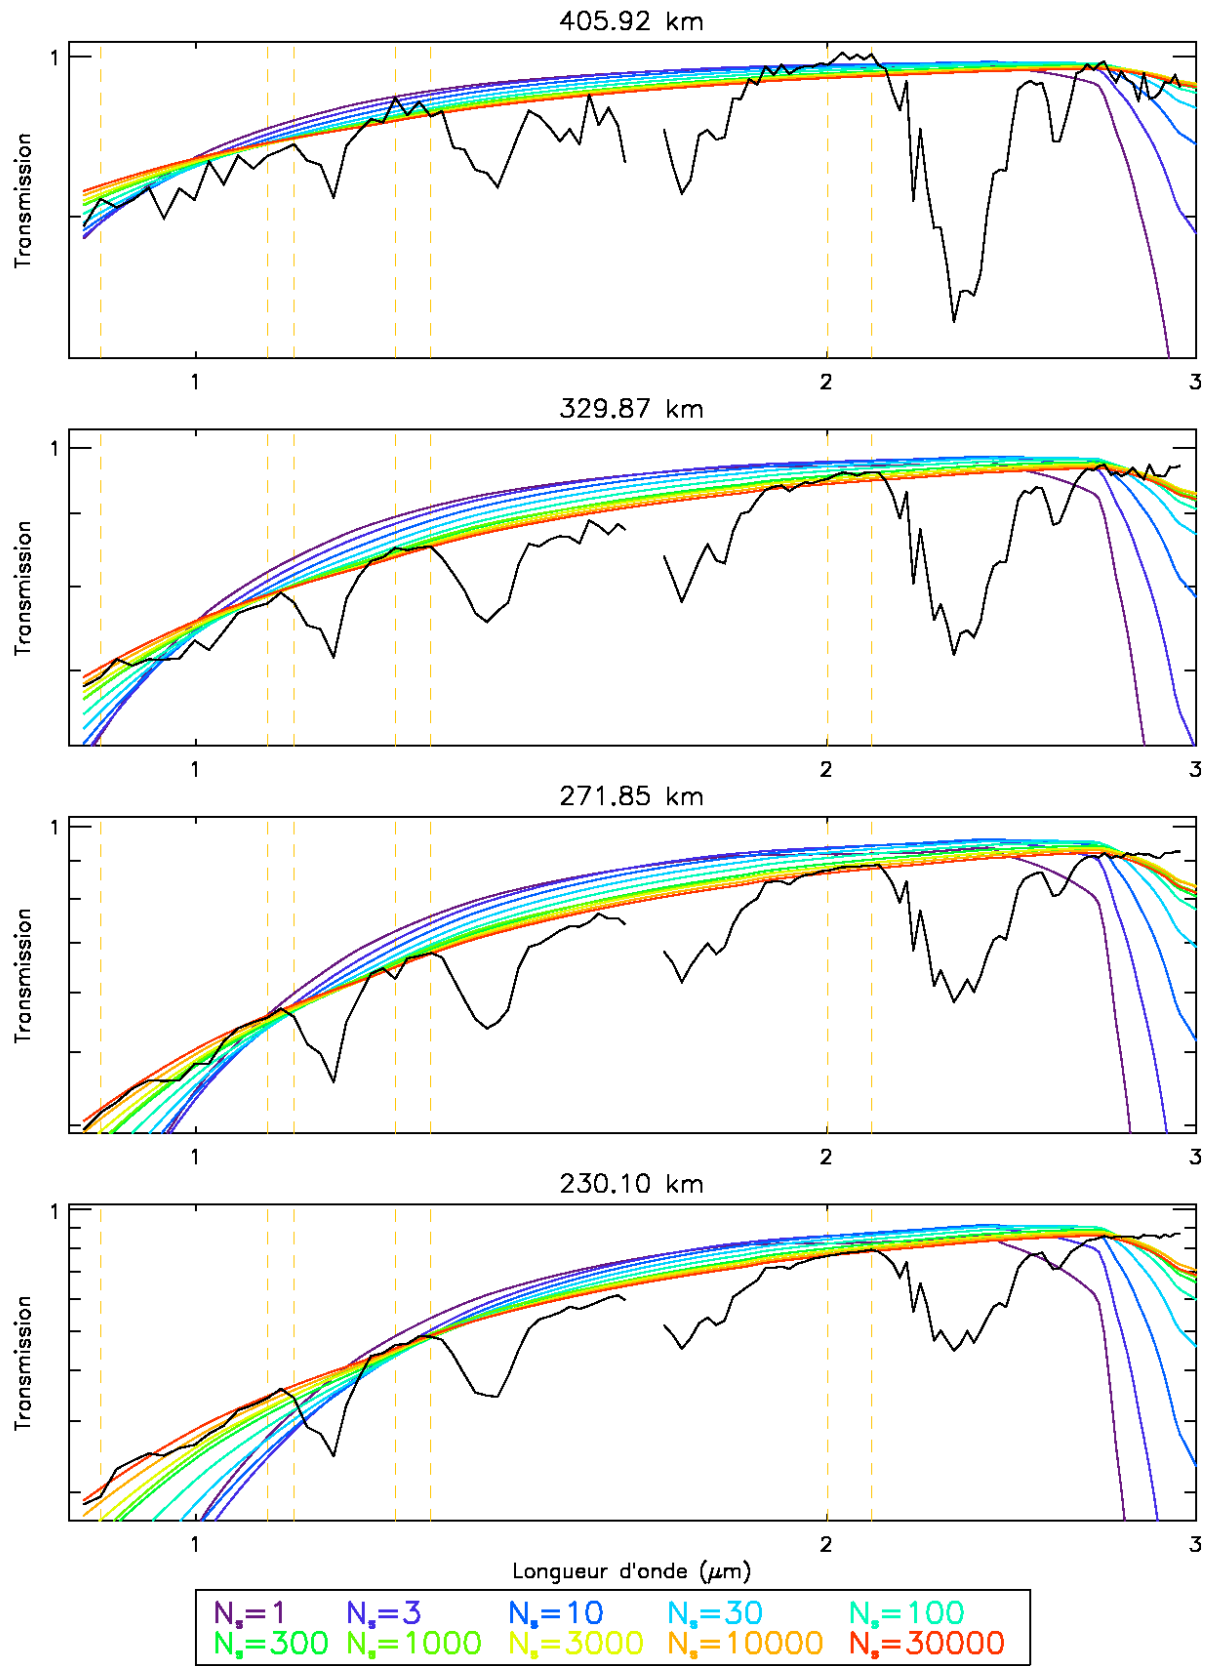 405.92 km
1
Transmission
1 2 3
329.87 km
1
Transmission
1 2 3
271.85 km
1
Transmission
1 2 3
230.10 km
1
Transmission
1 2 3
Longueur d'onde (μm)
Nₛ=1 Nₛ=3 Nₛ=10 Nₛ=30 Nₛ=100
Nₛ=300 Nₛ=1000 Nₛ=3000 Nₛ=10000 Nₛ=30000